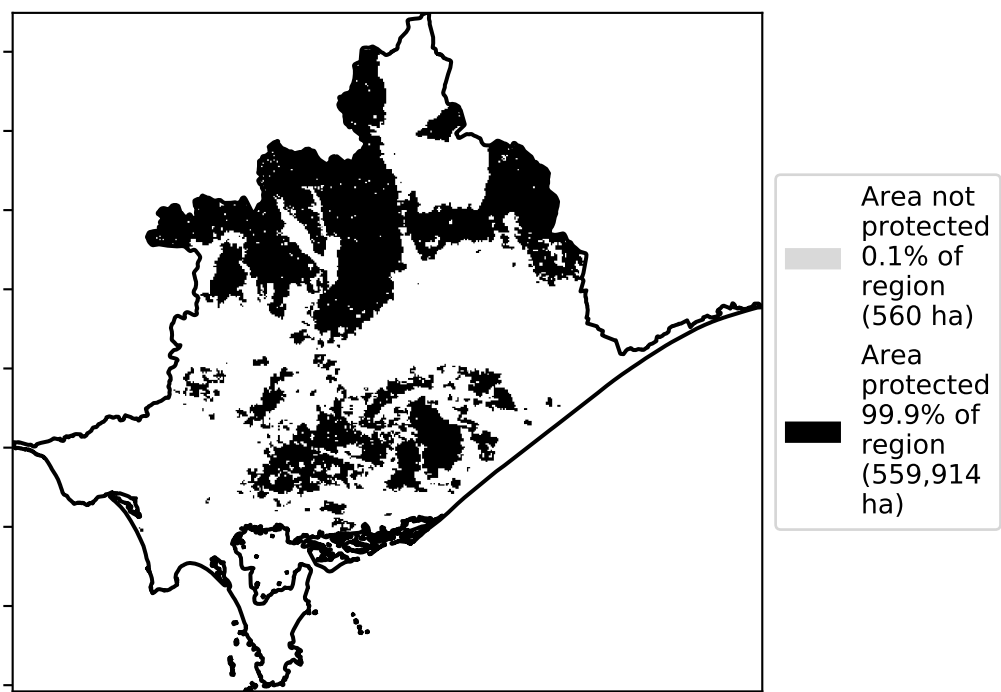 Area not
protected
0.1% of
region
(560 ha)
Area
protected
99.9% of
region
(559,914
ha)